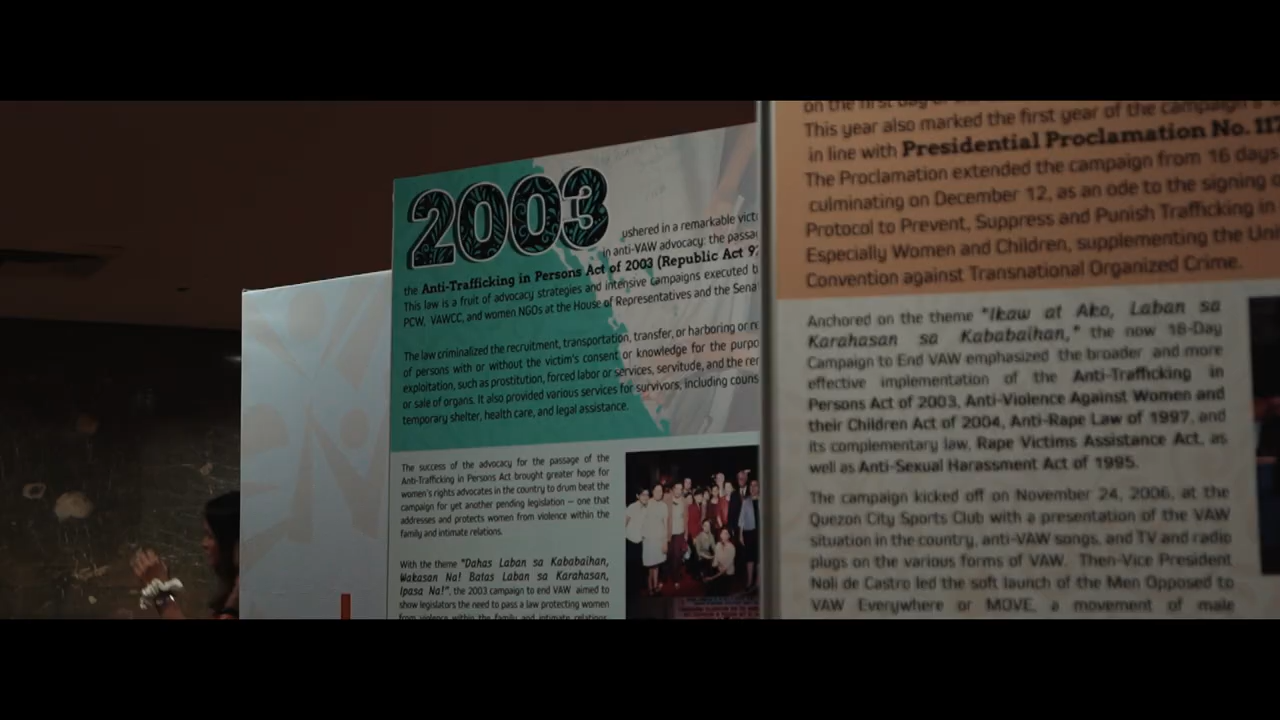 2003
ushered in a remarkable
in anti-VAW advocacy: the
the Anti-Trafficking in Persons Act of 2003 (Republic Act
This law is a fruit of advocacy strategies and intensive campaigns executed
PCW, VAWCC, and women NGOs at the House of Representatives and the
The law criminalized the recruitment, transportation, transfer, or harboring or
of persons with or without the victim's consent or knowledge for the
exploitation, such as prostitution, forced labor or services, servitude, and the
or sale of organs. It also provided various services for survivors, including
temporary shelter, health care, and legal assistance.
The success of the advocacy for the passage of the
Anti-Trafficking in Persons Act brought greater hope for
women's rights advocates in the country to drum beat the
campaign for yet another pending legislation — one that
addresses and protects women from violence within the
family and intimate relations.
With the theme "Dahas Laban sa Kababaihan,
Wakasan Na! Batas Laban sa Karahasan,
Ipasa Na!", the 2003 campaign to end VAW aimed to
show legislators the need to pass a law protecting women
from violence within the family and intimate relations.
on the first day of
This year also marked the first year of the campaign's
in line with Presidential Proclamation No.
The Proclamation extended the campaign from 16 days
culminating on December 12, as an ode to the signing
Protocol to Prevent, Suppress and Punish Trafficking in
Especially Women and Children, supplementing the
Convention against Transnational Organized Crime.
Anchored on the theme "Ikaw at Ako, Laban sa
Karahasan sa Kababaihan," the now 18-Day
Campaign to End VAW emphasized the broader and more
effective implementation of the Anti-Trafficking in
Persons Act of 2003, Anti-Violence Against Women and
their Children Act of 2004, Anti-Rape Law of 1997, and
its complementary law, Rape Victims Assistance Act, as
well as Anti-Sexual Harassment Act of 1995.
The campaign kicked off on November 24, 2006, at the
Quezon City Sports Club with a presentation of the VAW
situation in the country, anti-VAW songs, and TV and radio
plugs on the various forms of VAW. Then-Vice President
Noli de Castro led the soft launch of the Men Opposed to
VAW Everywhere or MOVE, a movement of male